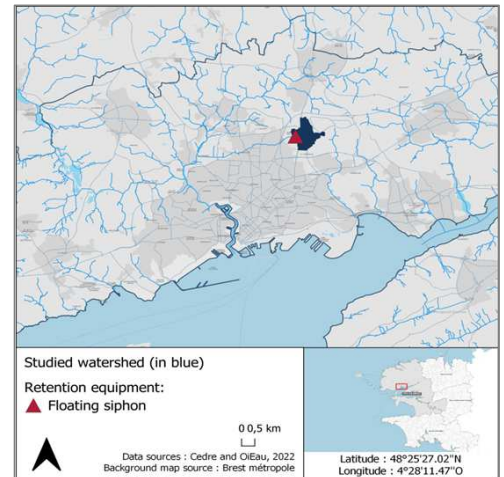 Studied watershed (in blue)
Retention equipment:
Floating siphon
0 0,5 km
Data sources : Cedre and OiEau, 2022
Background map source : Brest métropole
Latitude : 48°25'27.02"N
Longitude : 4°28'11.47"O